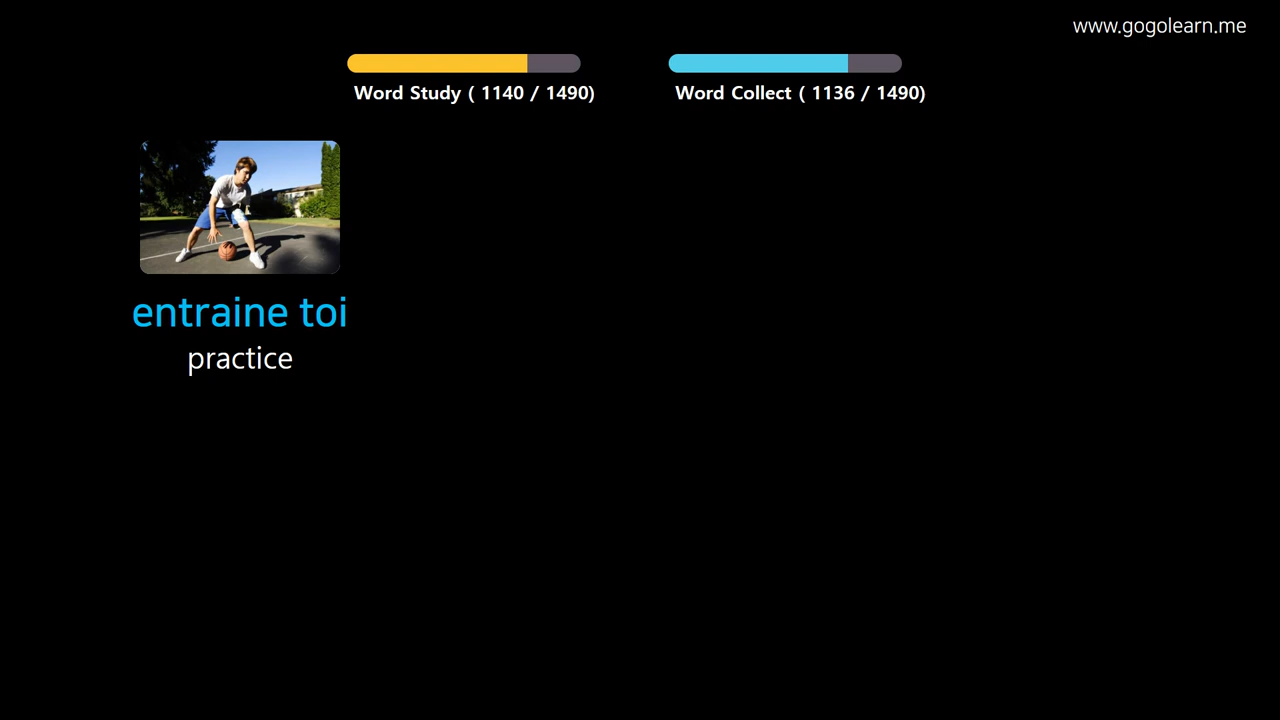 www.gogolearn.me
Word Study ( 1140 / 1490)
Word Collect ( 1136 / 1490)
entraine toi
practice